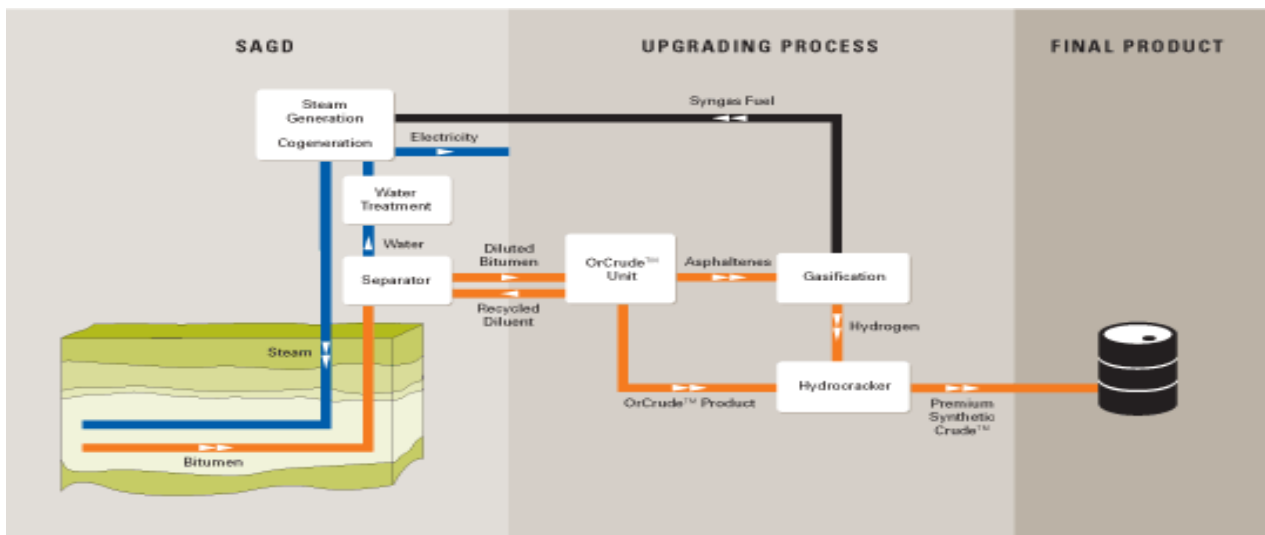 SAGD
UPGRADING PROCESS
FINAL PRODUCT
Steam
Generation
Cogeneration
Syngas Fuel
Electricity
Water
Treatment
Water
Separator
Diluted
Bitumen
Recycled
Diluent
OrCrude™
Unit
Asphaltenes
Gasification
Hydrogen
Steam
OrCrude™ Product
Hydrocracker
Premium
Synthetic
Crude™
Bitumen